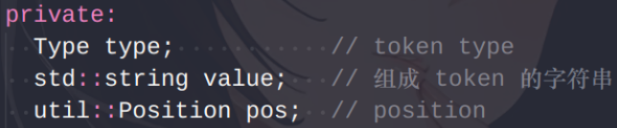 private:
  Type type;           // token type
  std::string value;   // 组成 token 的字符串
  util::Position pos;  // position